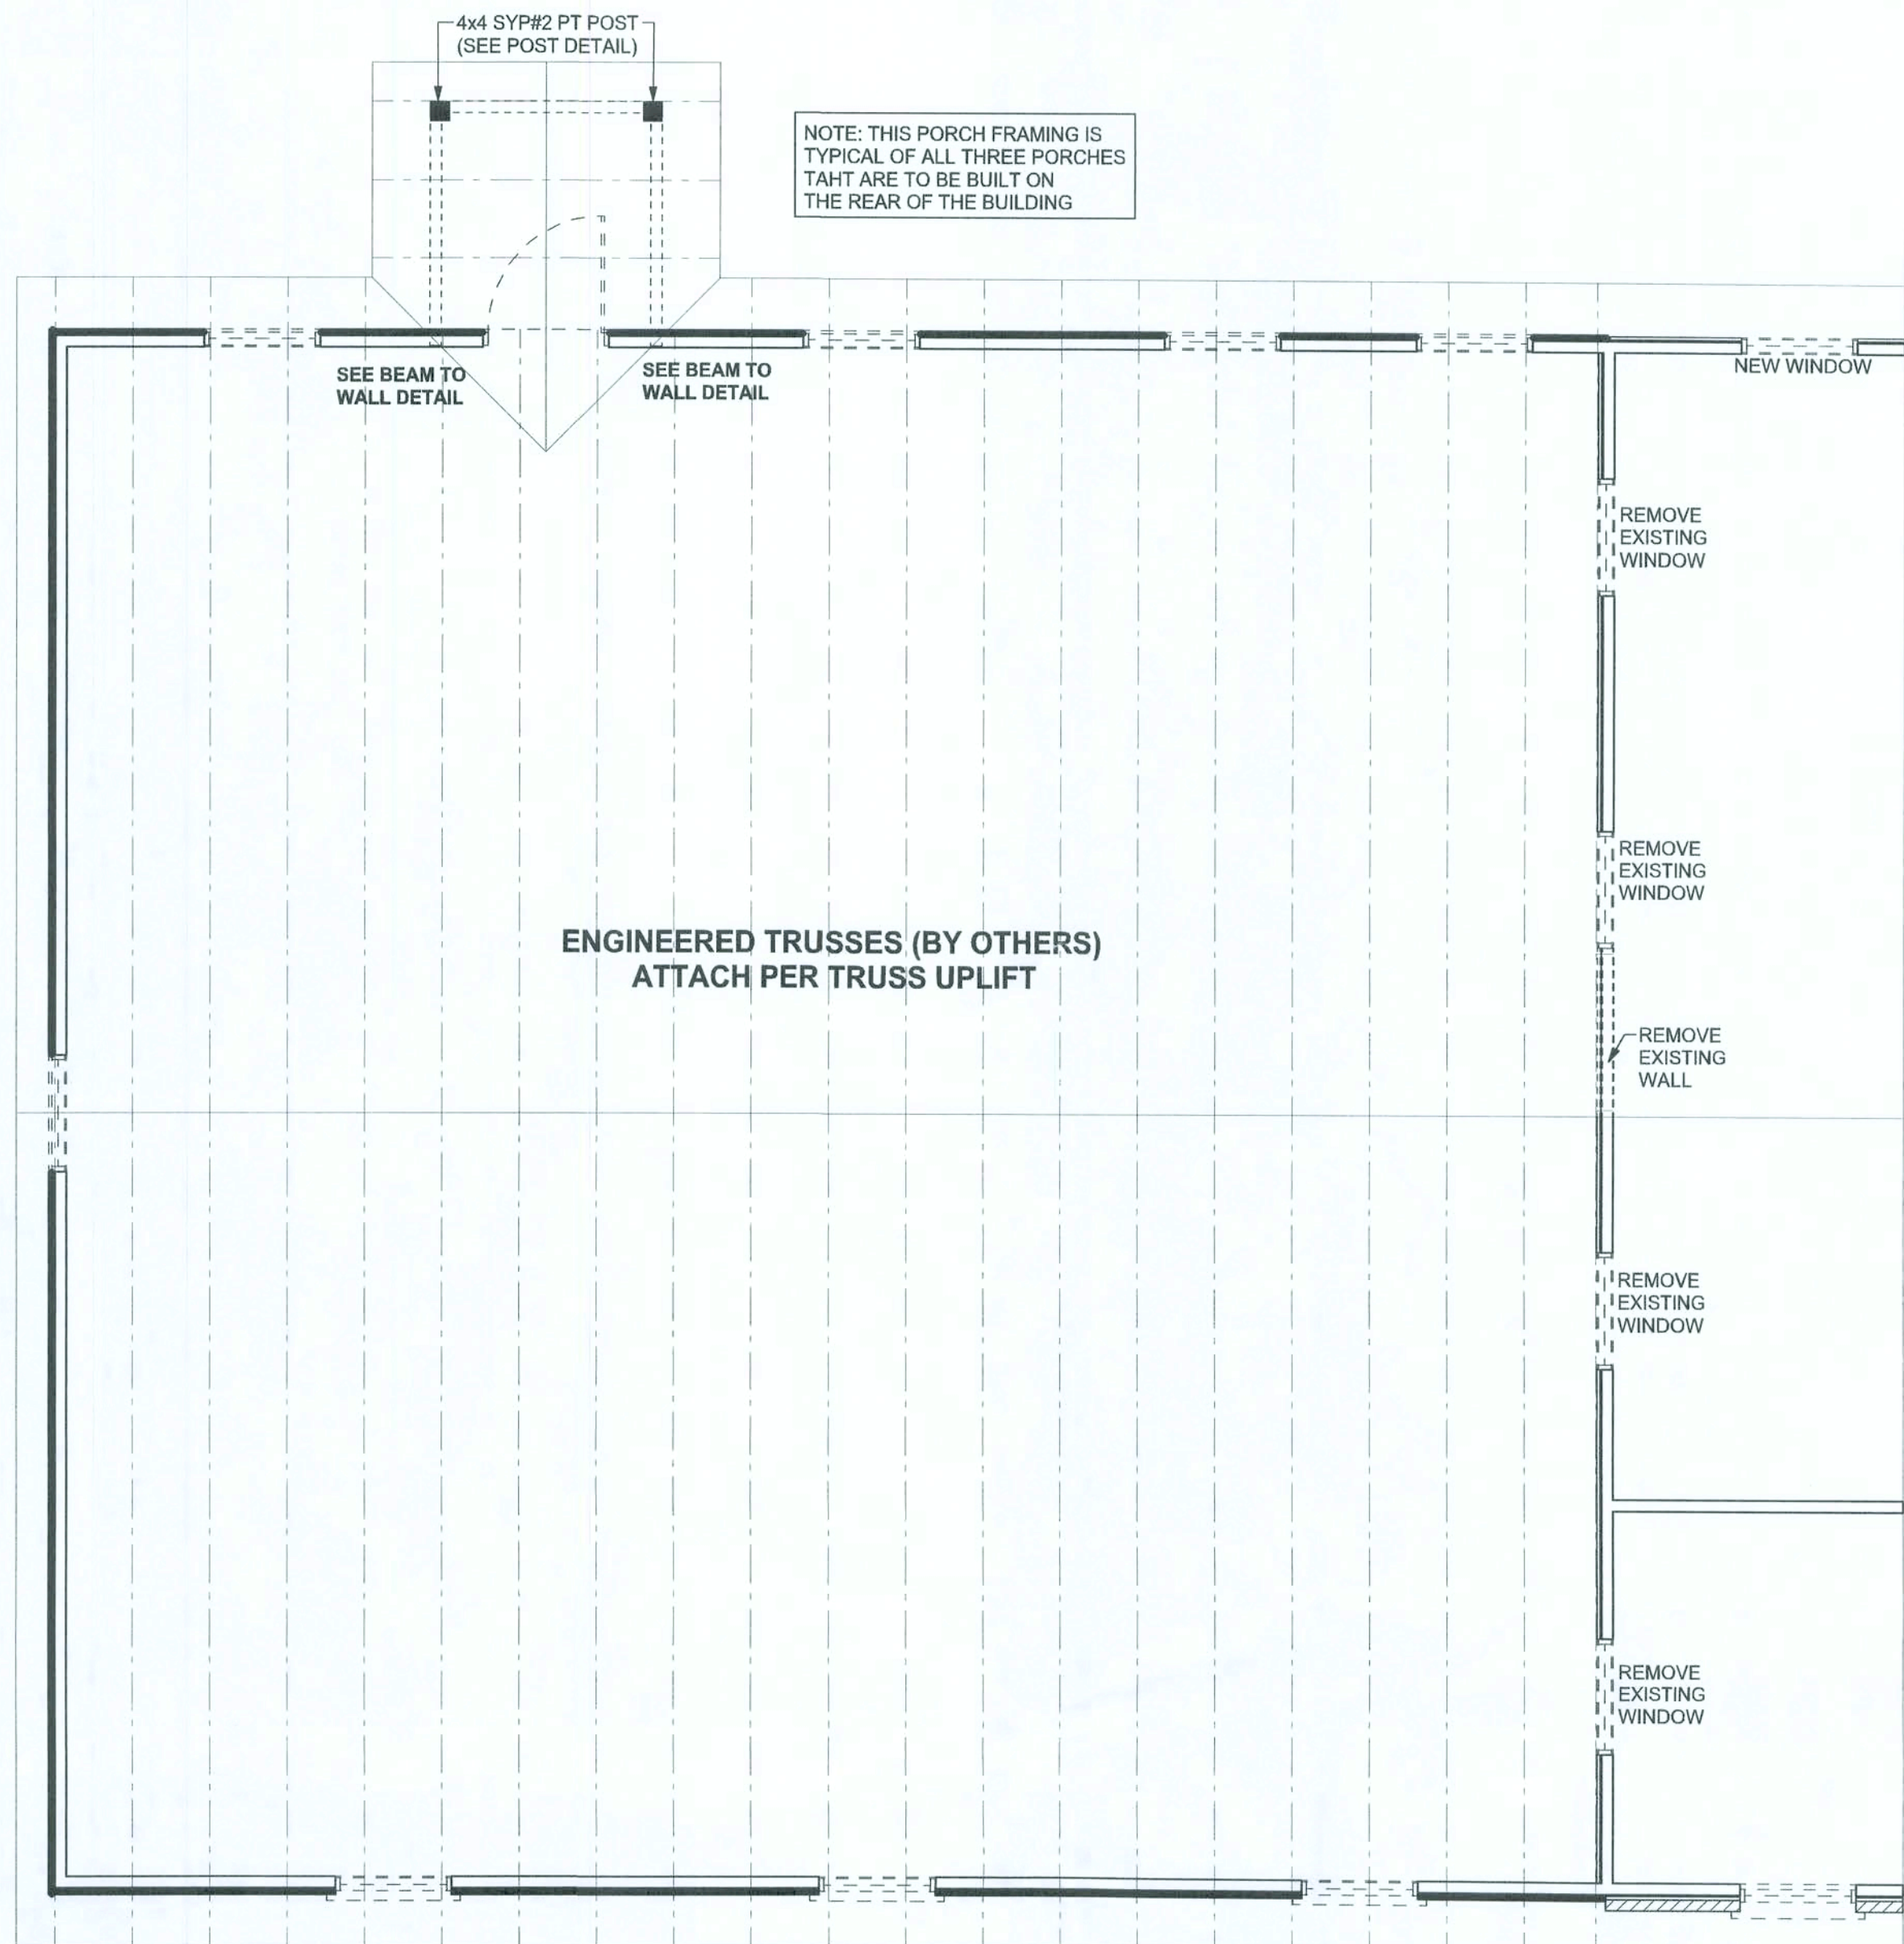 4x4 SYP#2 PT POST
(SEE POST DETAIL)
NOTE: THIS PORCH FRAMING IS
TYPICAL OF ALL THREE PORCHES
TAHT ARE TO BE BUILT ON
THE REAR OF THE BUILDING
SEE BEAM TO
WALL DETAIL
SEE BEAM TO
WALL DETAIL
NEW WINDOW
REMOVE
EXISTING
WINDOW
REMOVE
EXISTING
WINDOW
ENGINEERED TRUSSES (BY OTHERS)
ATTACH PER TRUSS UPLIFT
REMOVE
EXISTING
WALL
REMOVE
EXISTING
WINDOW
REMOVE
EXISTING
WINDOW